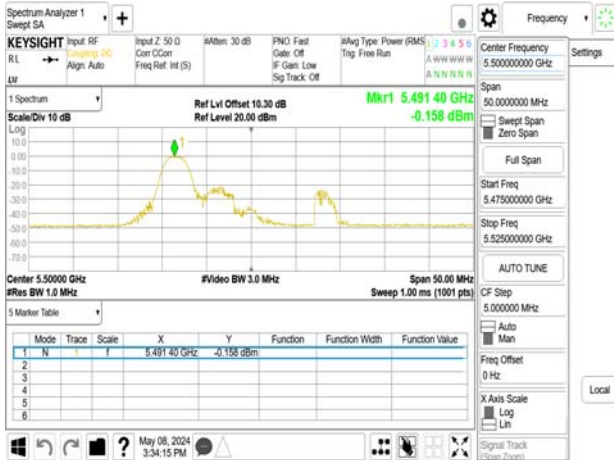 Spectrum Analyzer 1
Swept SA
+
Frequency
KEYSIGHT
Input: RF
Input Z: 50 Ω
#Atten: 30 dB
PNO: Fast
#Avg Type: Power (RMS
1 2 3 4 5 6
RL
Coupling: DC
Corr CCorr
Gate: Off
Trig: Free Run
A W W W W W
Align: Auto
Freq Ref: Int (S)
IF Gain: Low
Sig Track: Off
A N N N N N
LXI
1 Spectrum
Ref Lvl Offset 10.30 dB
Mkr1 5.491 40 GHz
Scale/Div 10 dB
Ref Level 20.00 dBm
-0.158 dBm
Log
10.0
0.00
-10.0
-20.0
-30.0
-40.0
-50.0
-60.0
-70.0
1
Center 5.50000 GHz
#Video BW 3.0 MHz
Span 50.00 MHz
#Res BW 1.0 MHz
Sweep 1.00 ms (1001 pts)
5 Marker Table
Mode Trace Scale X Y Function Function Width Function Value
1 N 1 f 5.491 40 GHz -0.158 dBm
2
3
4
5
6
?
May 08, 2024
3:34:15 PM
Center Frequency
5.500000000 GHz
Settings
Span
50.0000000 MHz
Swept Span
Zero Span
Full Span
Start Freq
5.475000000 GHz
Stop Freq
5.525000000 GHz
AUTO TUNE
CF Step
5.000000 MHz
Auto
Man
Freq Offset
0 Hz
Local
X Axis Scale
Log
Lin
Signal Track
(Span Zoom)